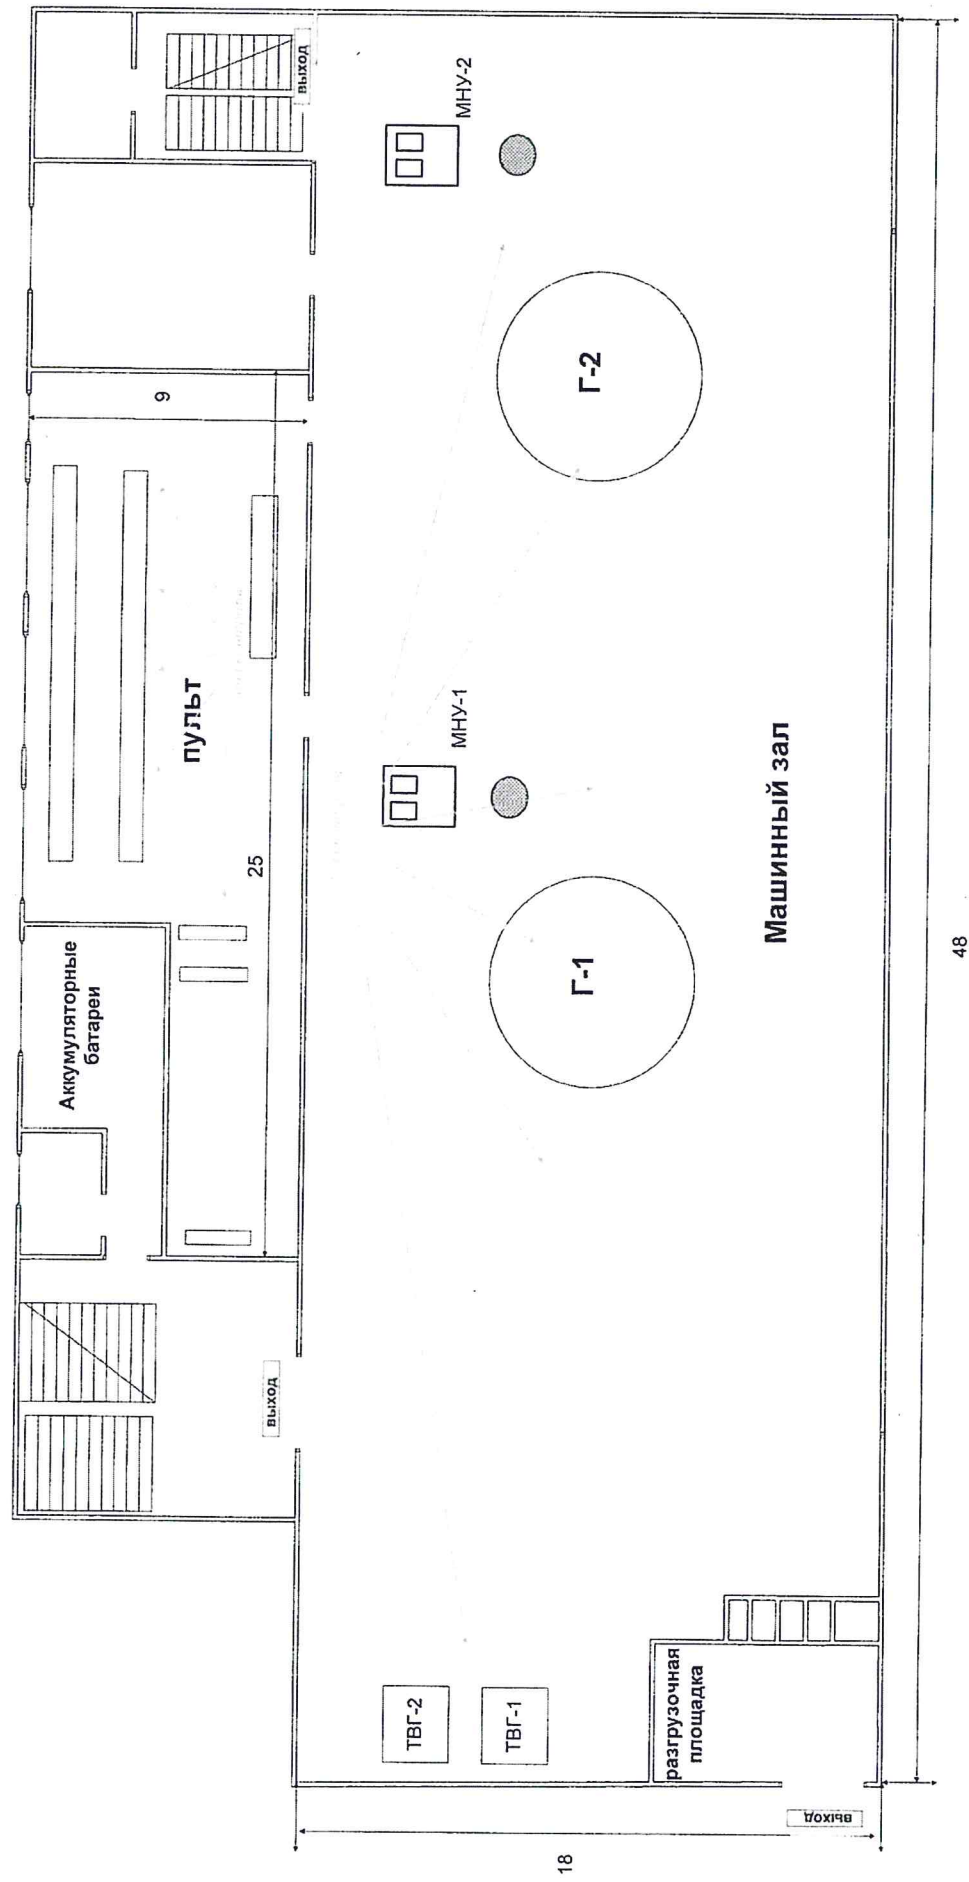 выход
МНУ-2
9
Г-2
пульт
МНУ-1
25
Аккумуляторные
батареи
Г-1
Машинный зал
48
выход
ТВГ-2
ТВГ-1
разгрузочная
площадка
выход
18